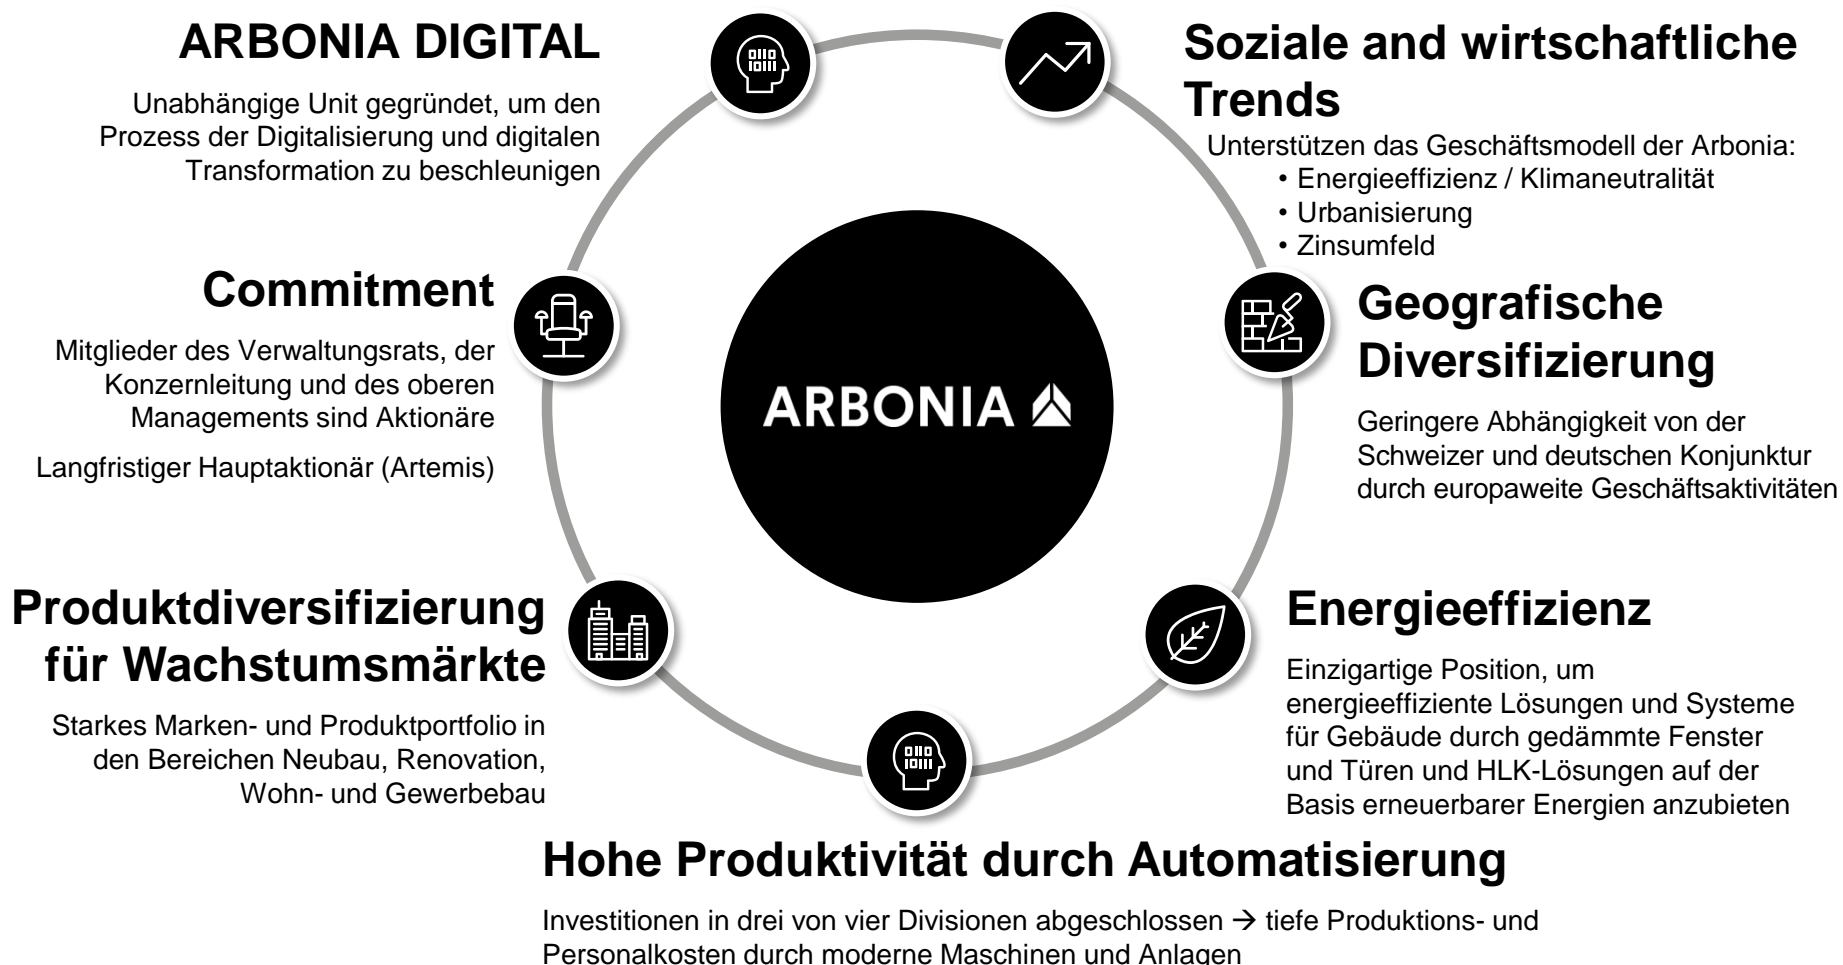 ARBONIA DIGITAL
Unabhängige Unit gegründet, um den
Prozess der Digitalisierung und digitalen
Transformation zu beschleunigen
Soziale and wirtschaftliche
Trends
Unterstützen das Geschäftsmodell der Arbonia:
• Energieeffizienz / Klimaneutralität
• Urbanisierung
• Zinsumfeld
Commitment
Mitglieder des Verwaltungsrats, der
Konzernleitung und des oberen
Managements sind Aktionäre
Langfristiger Hauptaktionär (Artemis)
ARBONIA
Geografische
Diversifizierung
Geringere Abhängigkeit von der
Schweizer und deutschen Konjunktur
durch europaweite Geschäftsaktivitäten
Produktdiversifizierung
für Wachstumsmärkte
Starkes Marken- und Produktportfolio in
den Bereichen Neubau, Renovation,
Wohn- und Gewerbebau
Energieeffizienz
Einzigartige Position, um
energieeffiziente Lösungen und Systeme
für Gebäude durch gedämmte Fenster
und Türen und HLK-Lösungen auf der
Basis erneuerbarer Energien anzubieten
Hohe Produktivität durch Automatisierung
Investitionen in drei von vier Divisionen abgeschlossen → tiefe Produktions- und
Personalkosten durch moderne Maschinen und Anlagen